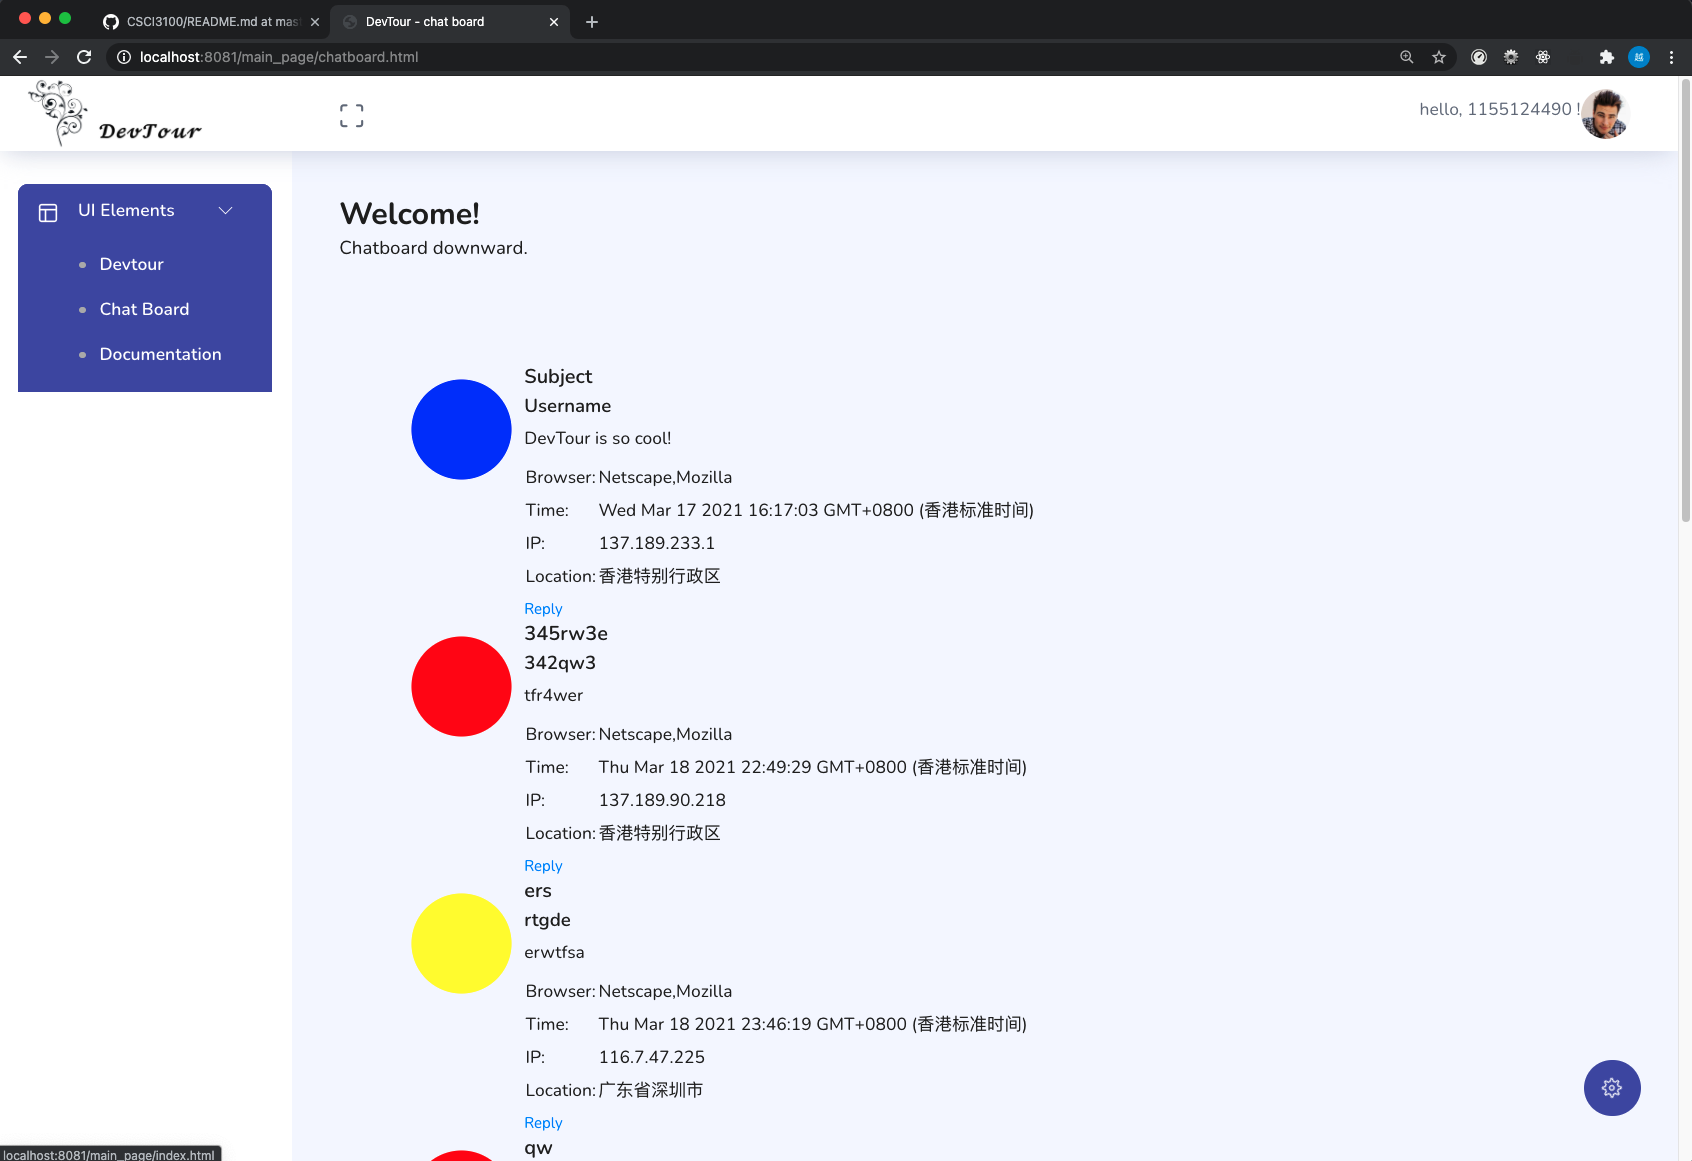 CSCI3100/README.md at mas
DevTour - chat board
localhost:8081/main_page/chatboard.html
DevTour
hello, 1155124490 !
UI Elements
Devtour
Chat Board
Documentation
Welcome!
Chatboard downward.
Subject
Username
DevTour is so cool!
Browser: Netscape,Mozilla
Time: Wed Mar 17 2021 16:17:03 GMT+0800 (香港标准时间)
IP: 137.189.233.1
Location: 香港特别行政区
Reply
345rw3e
342qw3
tfr4wer
Browser: Netscape,Mozilla
Time: Thu Mar 18 2021 22:49:29 GMT+0800 (香港标准时间)
IP: 137.189.90.218
Location: 香港特别行政区
Reply
ers
rtgde
erwtfsa
Browser: Netscape,Mozilla
Time: Thu Mar 18 2021 23:46:19 GMT+0800 (香港标准时间)
IP: 116.7.47.225
Location: 广东省深圳市
Reply
qw
localhost:8081/main_page/index.html